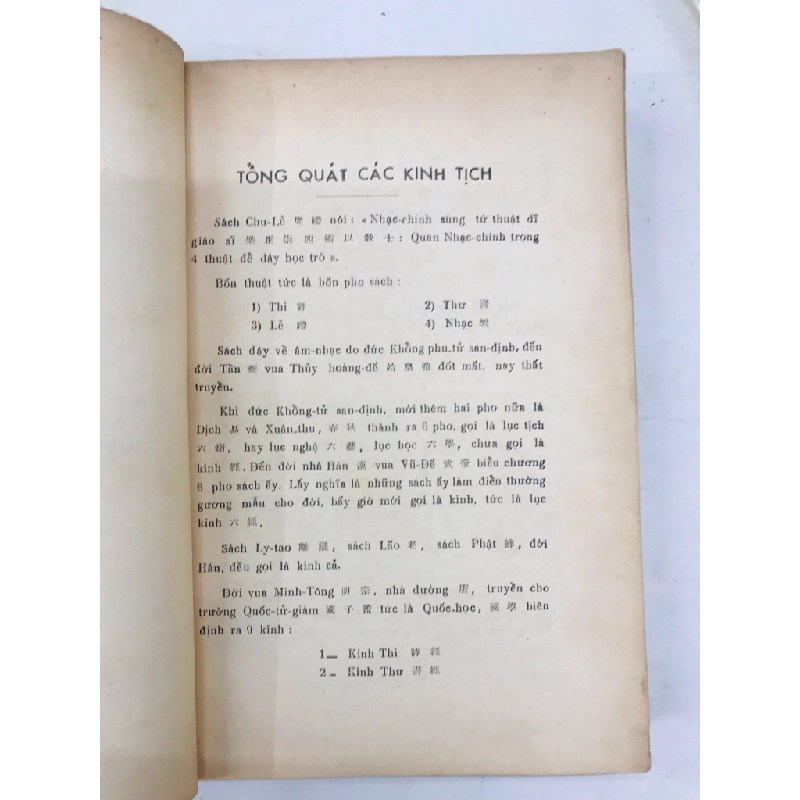 TỔNG QUÁT CÁC KINH TỊCH
Sách Chu-Lễ 周禮 nói : « Nhạc-chính sùng tứ thuật dĩ
giáo sĩ 樂正崇四術以敎士 : Quan Nhạc-chính trọng
4 thuật để dậy học trò ».
Bốn thuật tức là bốn pho sách :
1) Thi 詩 2) Thư 書
3) Lễ 禮 4) Nhạc 樂
Sách dậy về âm-nhạc do đức Khổng phu-tử san-định, đến
đời Tần 秦 vua Thủy hoàng-đế 始皇帝 đốt mất, nay thất
truyền.
Khi đức Khổng-tử san-định, mới thêm hai pho nữa là
Dịch 易 và Xuân-thu, 春秋 thành ra 6 pho, gọi là lục tịch
六籍, hay lục nghệ 六藝, lục học 六學, chưa gọi là
kinh 經. Đến đời nhà Hán 漢 vua Vũ-Đế 武帝 biểu chương
6 pho sách ấy. Lấy nghĩa là những sách ấy làm điển thường
gương mẫu cho đời, bấy giờ mới gọi là kinh, tức là lục
kinh 六經.
Sách Ly-tao 離騷, sách Lão 老, sách Phật 佛, đời
Hán, đều gọi là kinh cả.
Đời vua Minh-Tông 明宗, nhà đường 唐, truyền cho
trường Quốc-tử-giám 國子監 tức là Quốc-học, 國學 biên
định ra 9 kinh :
1 — Kinh Thi 詩經
2 — Kinh Thư 書經